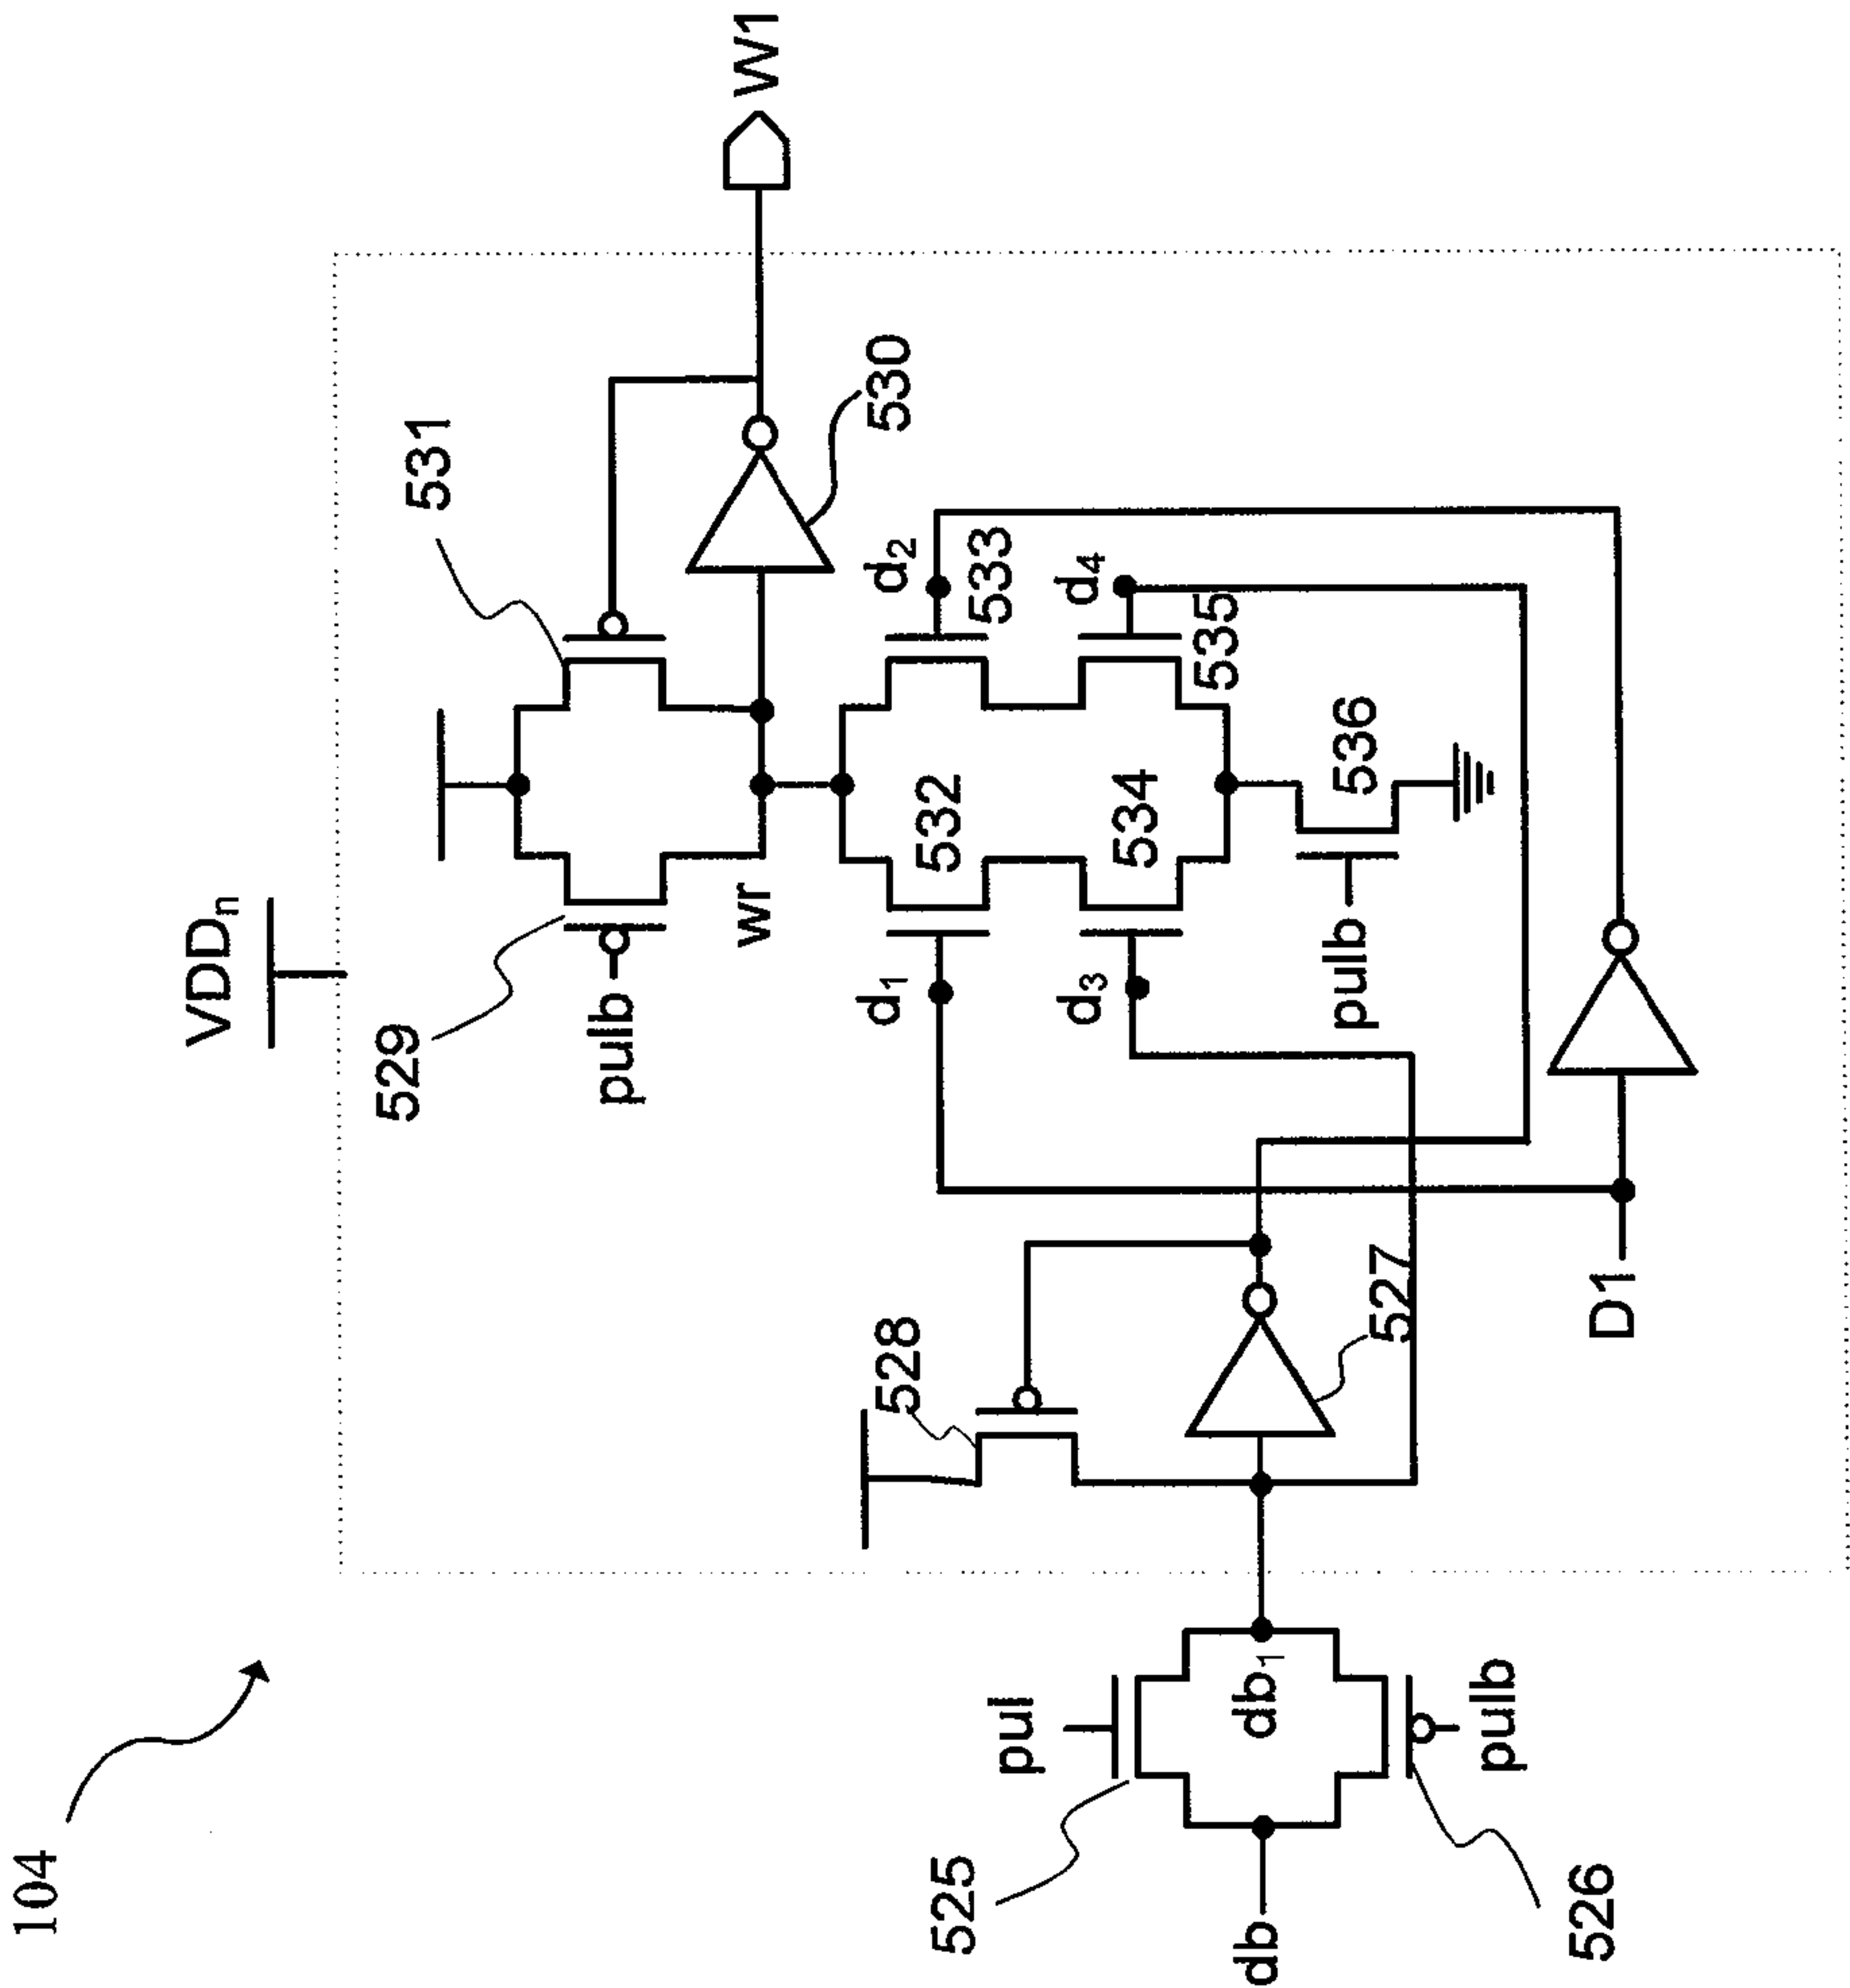 104
VDDₙ
W1
531
529
pulb
wr
530
d₁
d₂
532
533
d₃
d₄
534
535
pulb
536
528
527
D1
pul
525
db
db₁
pulb
526